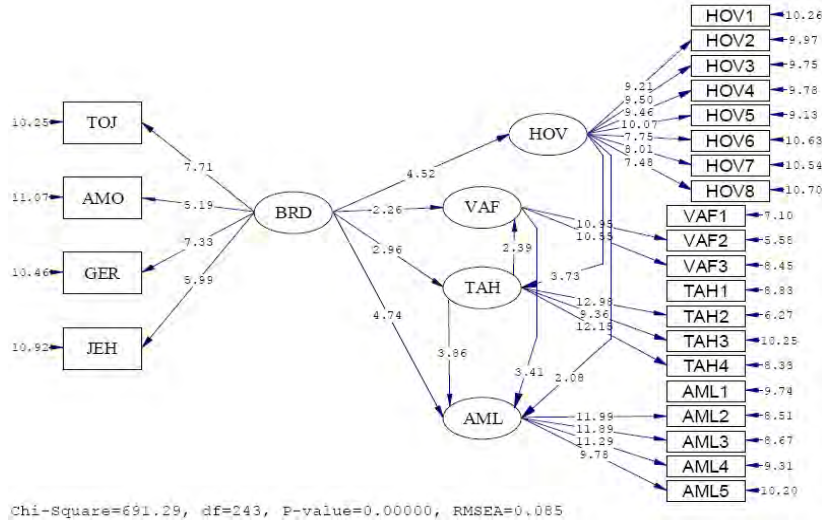 HOV1
10.26
HOV2
9.97
HOV3
9.75
HOV4
9.78
HOV5
9.13
HOV6
10.63
HOV7
10.54
HOV8
10.70
VAF1
7.10
VAF2
VAF3
8.45
TAH1
8.83
TAH2
6.27
TAH3
10.25
TAH4
AML1
9.74
AML2
8.51
AML3
8.67
AML4
9.31
AML5
10.20
10.25
TOJ
11.07
AMO
10.46
GER
10.92
JEH
7.71
5.19
7.33
5.99
BRD
4.52
2.26
2.96
4.74
HOV
VAF
TAH
AML
9.21
9.50
9.46
10.07
7.75
8.01
7.48
10.95
10.55
2.39
3.73
12.98
9.36
12.15
3.86
3.41
2.08
11.99
11.89
11.29
9.78
Chi-Square=691.29, df=243, P-value=0.00000, RMSEA=0.085